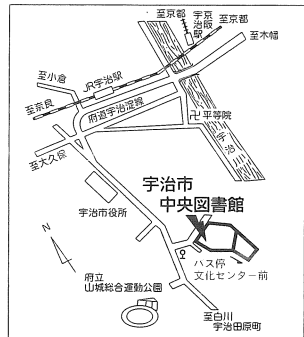 至京都
京阪
宇治駅
至京都
至木幡
至小倉
JR宇治駅
至奈良
府道宇治淀線
卍平等院
宇治川
至大久保
宇治市
中央図書館
宇治市役所
N
バス停
文化センター前
府立
山城総合運動公園
至白川
宇治田原町